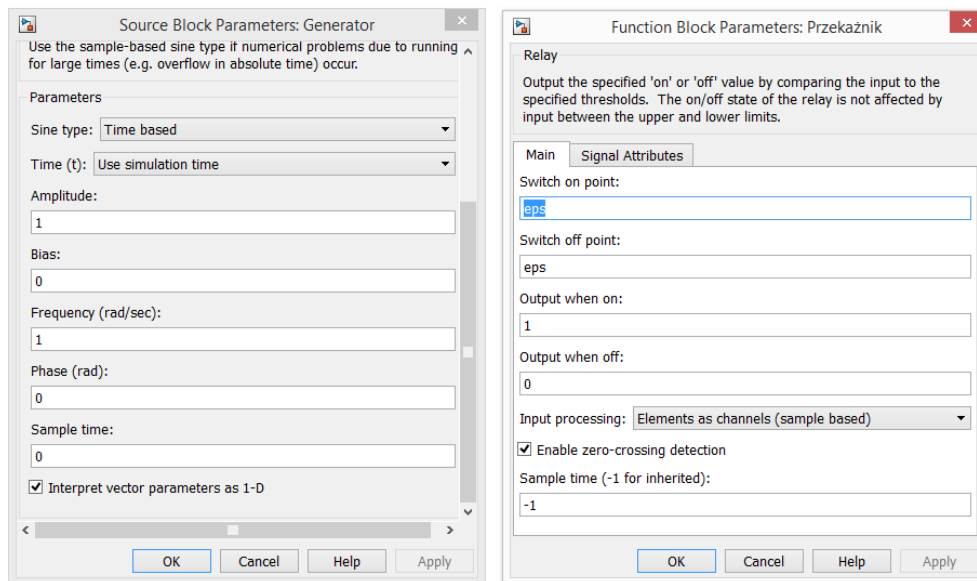 Source Block Parameters: Generator
Use the sample-based sine type if numerical problems due to running
for large times (e.g. overflow in absolute time) occur.
Parameters
Sine type: Time based
Time (t): Use simulation time
Amplitude:
1
Bias:
0
Frequency (rad/sec):
1
Phase (rad):
0
Sample time:
0
Interpret vector parameters as 1-D
OK Cancel Help Apply
Function Block Parameters: Przekaźnik
Relay
Output the specified 'on' or 'off' value by comparing the input to the
specified thresholds. The on/off state of the relay is not affected by
input between the upper and lower limits.
Main Signal Attributes
Switch on point:
eps
Switch off point:
eps
Output when on:
1
Output when off:
0
Input processing: Elements as channels (sample based)
Enable zero-crossing detection
Sample time (-1 for inherited):
-1
OK Cancel Help Apply